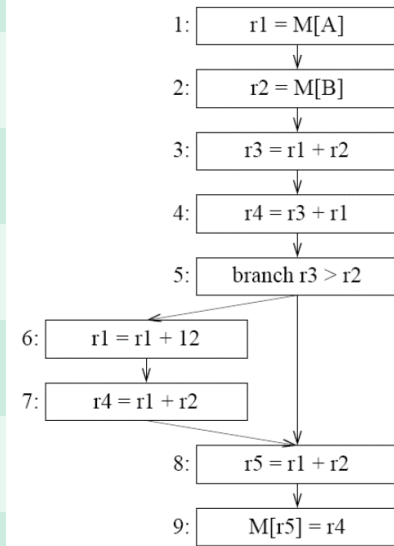 1: r1 = M[A]
2: r2 = M[B]
3: r3 = r1 + r2
4: r4 = r3 + r1
5: branch r3 > r2
6: r1 = r1 + 12
7: r4 = r1 + r2
8: r5 = r1 + r2
9: M[r5] = r4